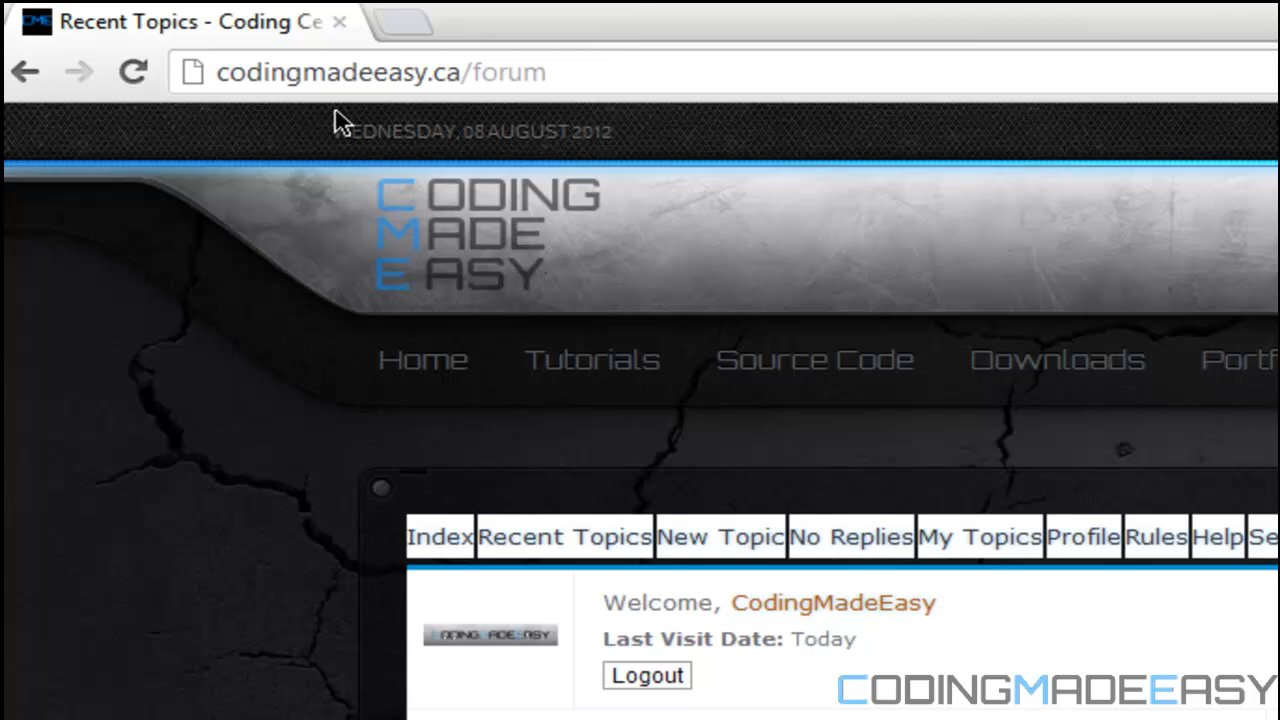 Recent Topics - Coding Ce
codingmadeeasy.ca/forum
WEDNESDAY, 08 AUGUST 2012
CODING
MADE
EASY
Home Tutorials Source Code Downloads Portf
Index Recent Topics New Topic No Replies My Topics Profile Rules Help Se
Welcome, CodingMadeEasy
Last Visit Date: Today
CODINGMADEEASY
Logout
CODINGMADEEASY